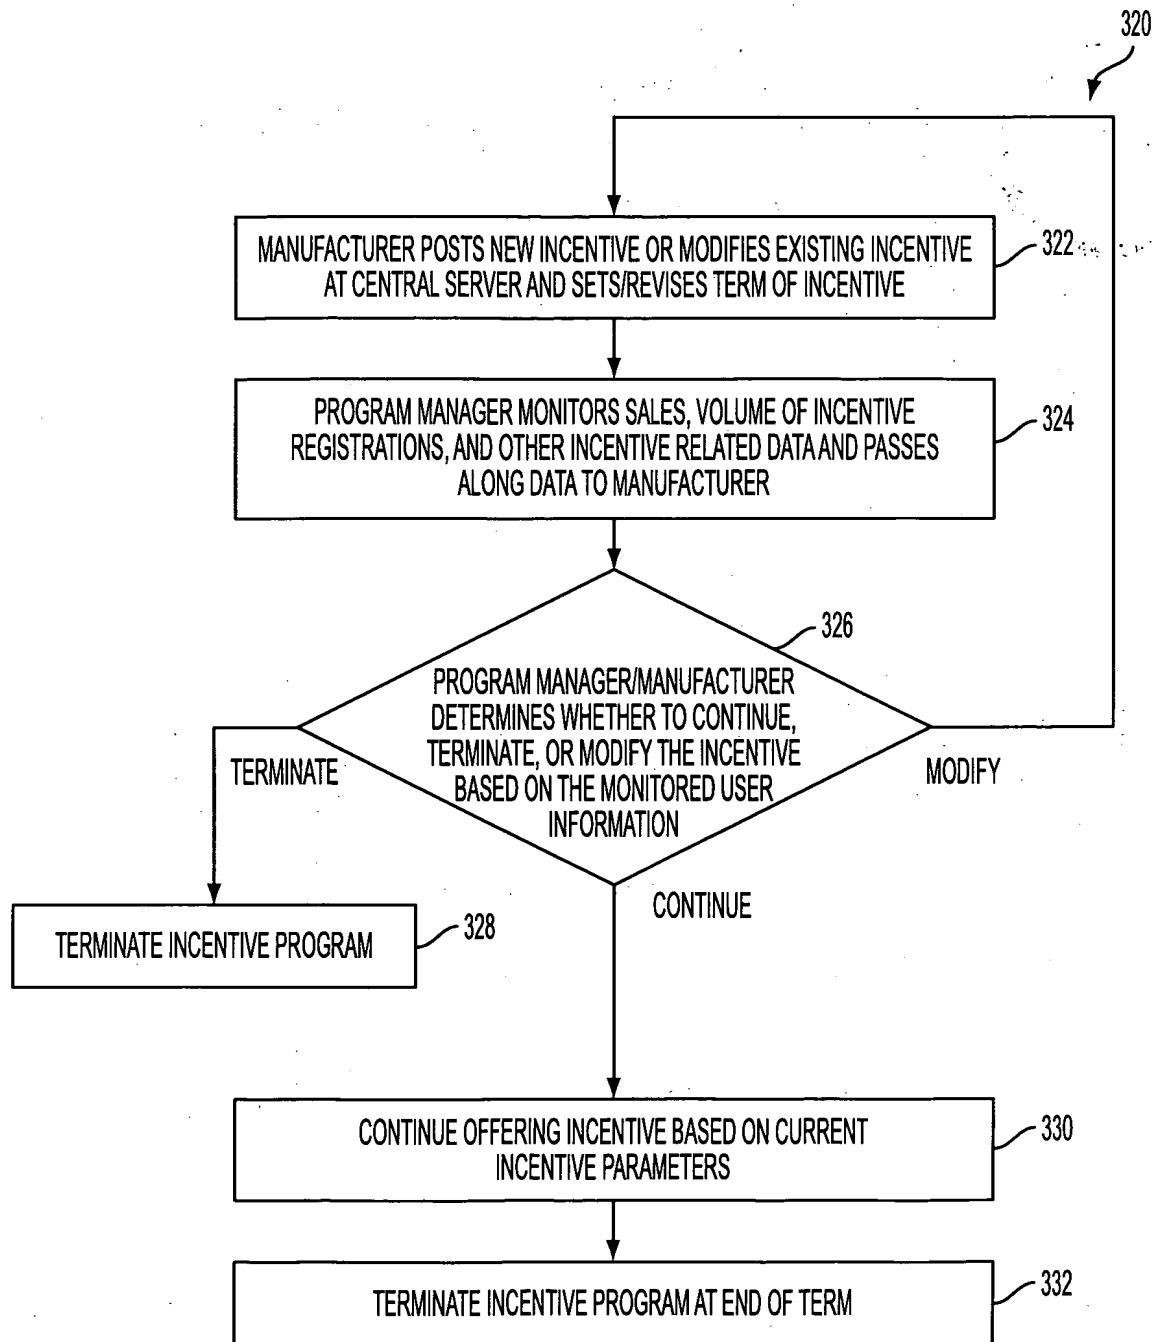 320
MANUFACTURER POSTS NEW INCENTIVE OR MODIFIES EXISTING INCENTIVE
AT CENTRAL SERVER AND SETS/REVISES TERM OF INCENTIVE
322
PROGRAM MANAGER MONITORS SALES, VOLUME OF INCENTIVE
REGISTRATIONS, AND OTHER INCENTIVE RELATED DATA AND PASSES
ALONG DATA TO MANUFACTURER
324
326
PROGRAM MANAGER/MANUFACTURER
DETERMINES WHETHER TO CONTINUE,
TERMINATE, OR MODIFY THE INCENTIVE
BASED ON THE MONITORED USER
INFORMATION
TERMINATE
MODIFY
CONTINUE
TERMINATE INCENTIVE PROGRAM
328
CONTINUE OFFERING INCENTIVE BASED ON CURRENT
INCENTIVE PARAMETERS
330
TERMINATE INCENTIVE PROGRAM AT END OF TERM
332